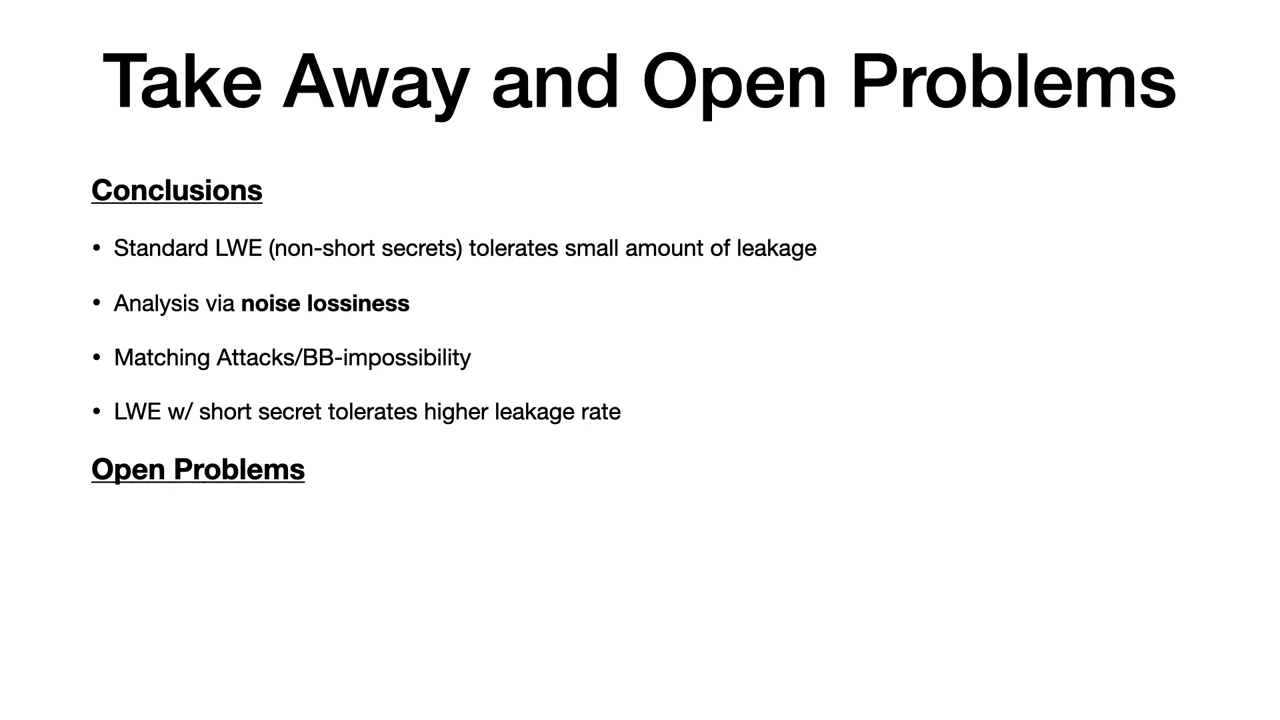 Take Away and Open Problems
Conclusions
• Standard LWE (non-short secrets) tolerates small amount of leakage
• Analysis via noise lossiness
• Matching Attacks/BB-impossibility
• LWE w/ short secret tolerates higher leakage rate
Open Problems